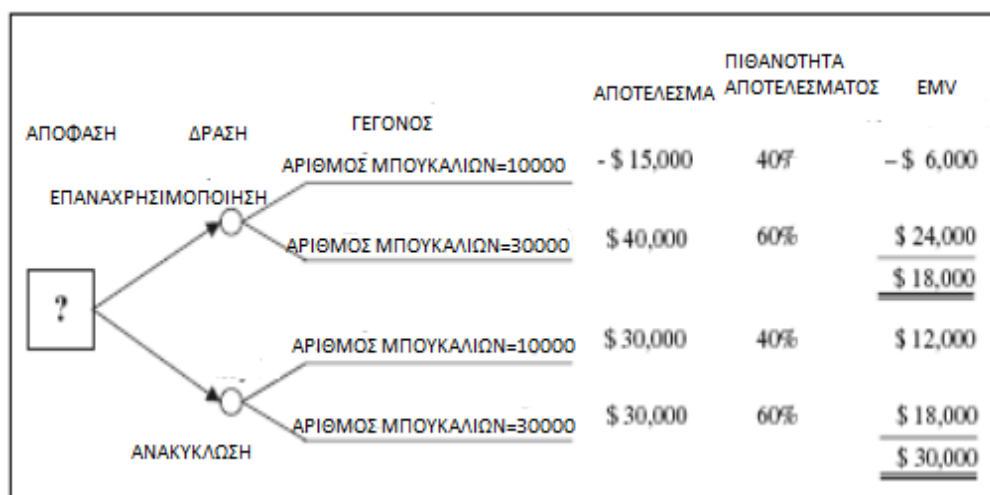 ΠΙΘΑΝΟΤΗΤΑ
ΑΠΟΤΕΛΕΣΜΑ ΑΠΟΤΕΛΕΣΜΑΤΟΣ EMV
ΑΠΟΦΑΣΗ ΔΡΑΣΗ ΓΕΓΟΝΟΣ
ΑΡΙΘΜΟΣ ΜΠΟΥΚΑΛΙΩΝ=10000 - $ 15,000 40% – $ 6,000
ΕΠΑΝΑΧΡΗΣΙΜΟΠΟΙΗΣΗ
ΑΡΙΘΜΟΣ ΜΠΟΥΚΑΛΙΩΝ=30000 $ 40,000 60% $ 24,000
$ 18,000
?
ΑΡΙΘΜΟΣ ΜΠΟΥΚΑΛΙΩΝ=10000 $ 30,000 40% $ 12,000
ΑΡΙΘΜΟΣ ΜΠΟΥΚΑΛΙΩΝ=30000 $ 30,000 60% $ 18,000
ΑΝΑΚΥΚΛΩΣΗ
$ 30,000